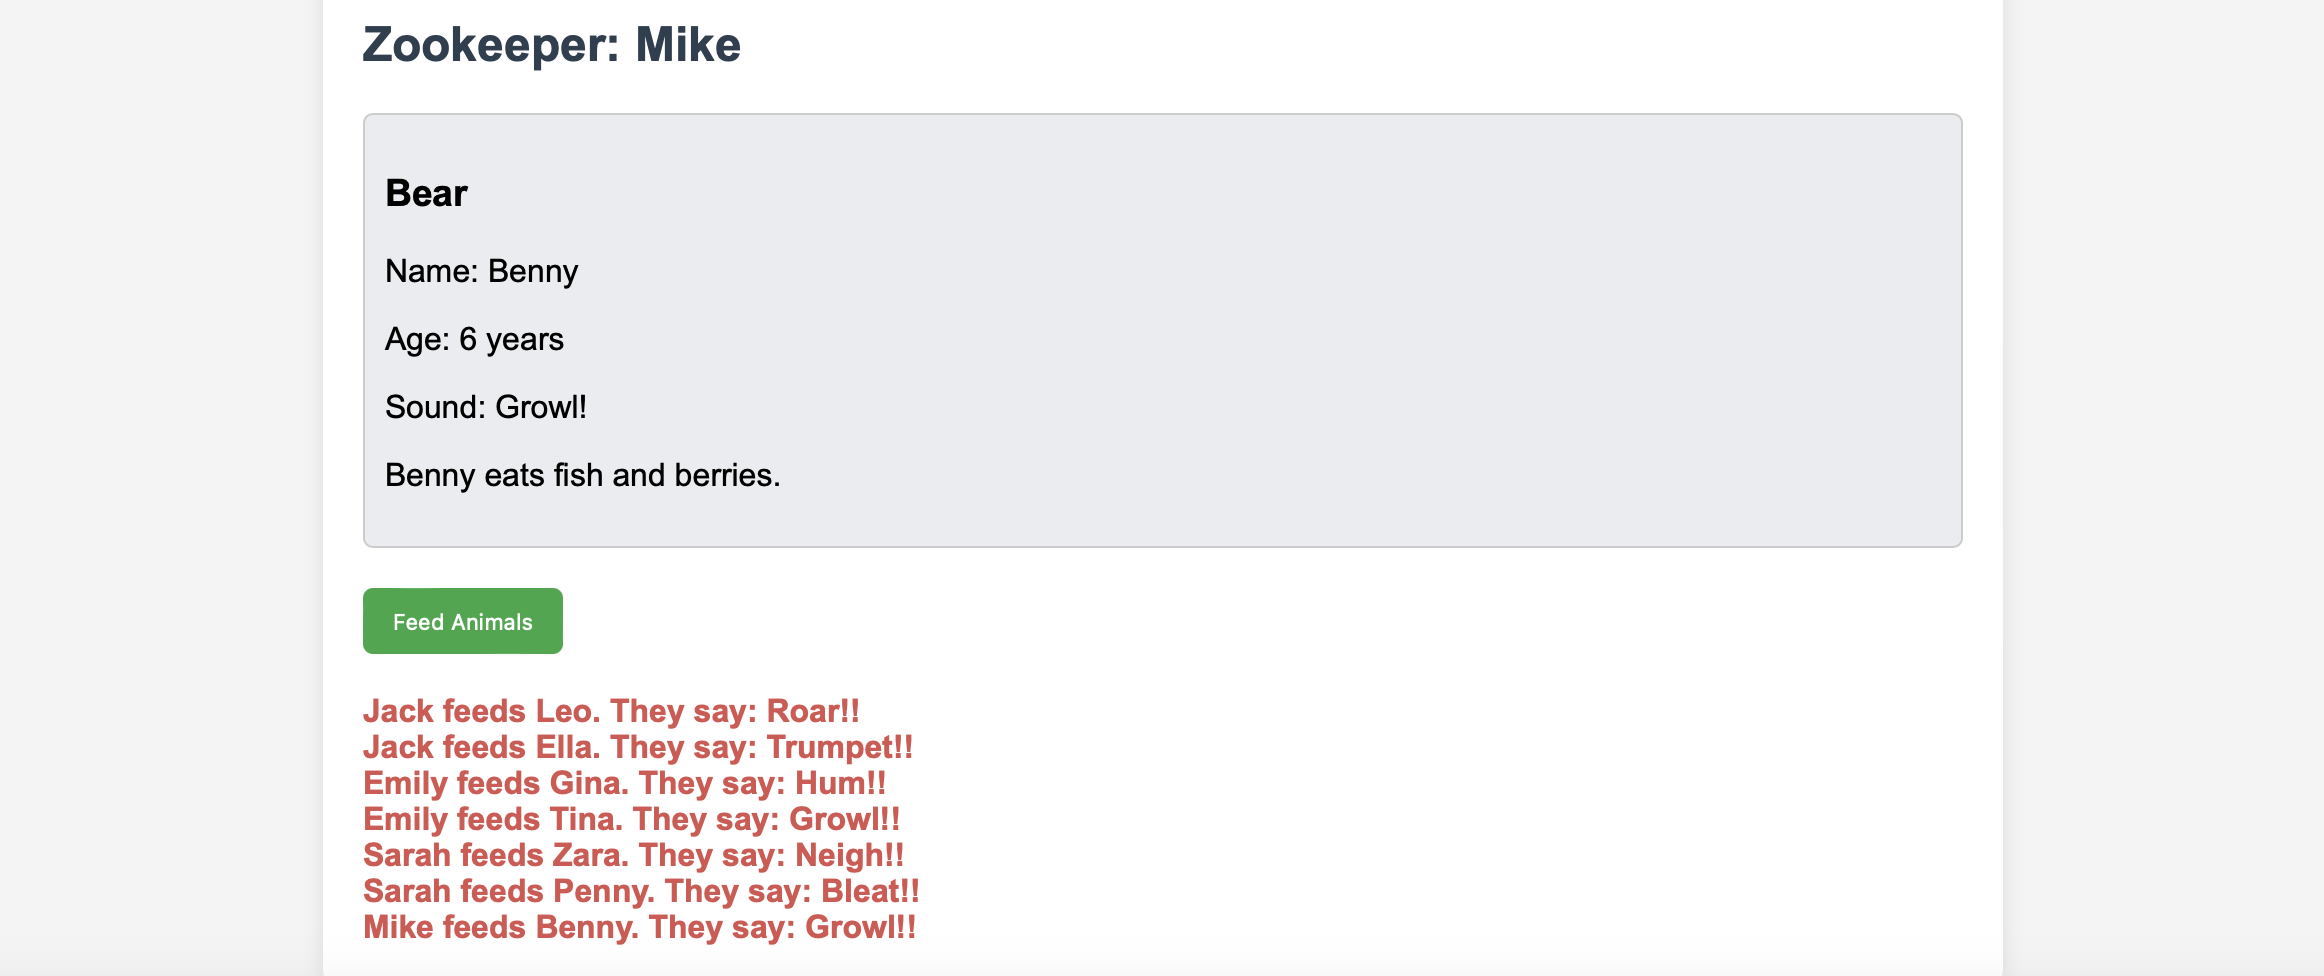 Zookeeper: Mike
Bear
Name: Benny
Age: 6 years
Sound: Growl!
Benny eats fish and berries.
Feed Animals
Jack feeds Leo. They say: Roar!!
Jack feeds Ella. They say: Trumpet!!
Emily feeds Gina. They say: Hum!!
Emily feeds Tina. They say: Growl!!
Sarah feeds Zara. They say: Neigh!!
Sarah feeds Penny. They say: Bleat!!
Mike feeds Benny. They say: Growl!!